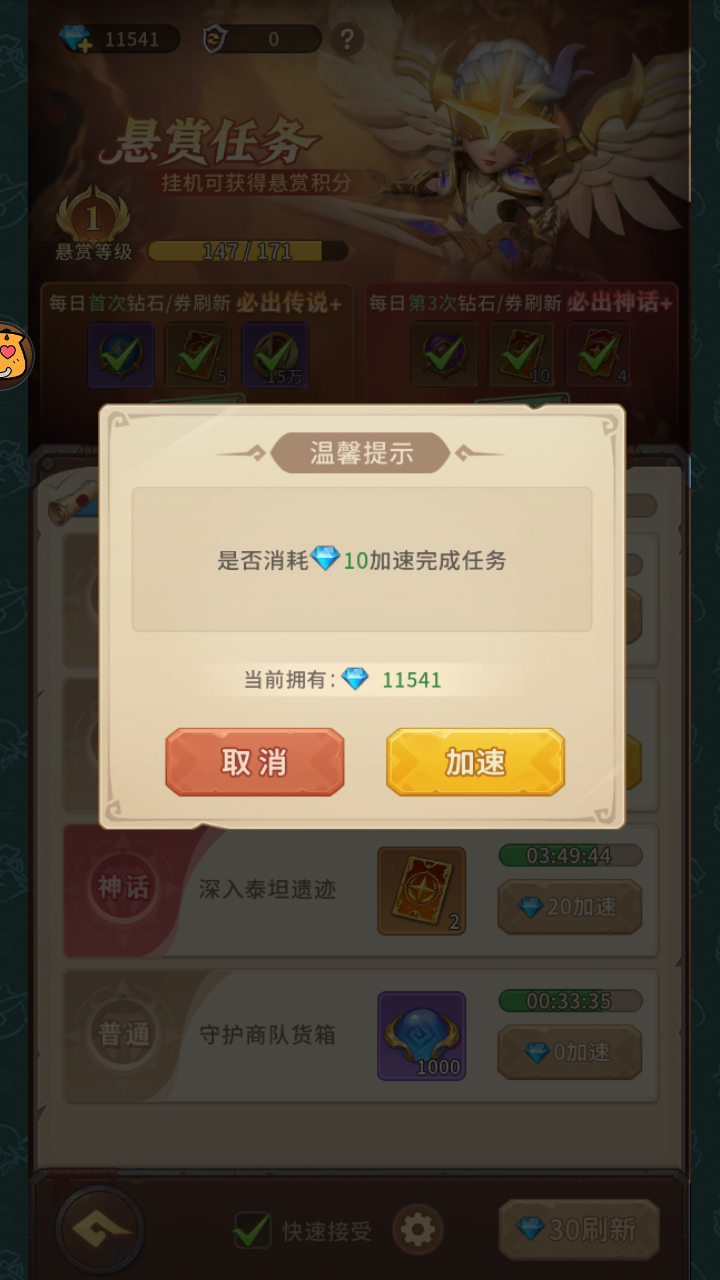 11541
0
?
悬赏任务
挂机可获得悬赏积分
1
悬赏等级
147/171
每日首次钻石/券刷新 必出传说+
每日第3次钻石/券刷新 必出神话+
5
15万
10
4
温馨提示
是否消耗10加速完成任务
当前拥有: 11541
取消
加速
神话
深入泰坦遗迹
2
03:49:44
20加速
普通
守护商队货箱
1000
00:33:35
0加速
快速接受
30刷新